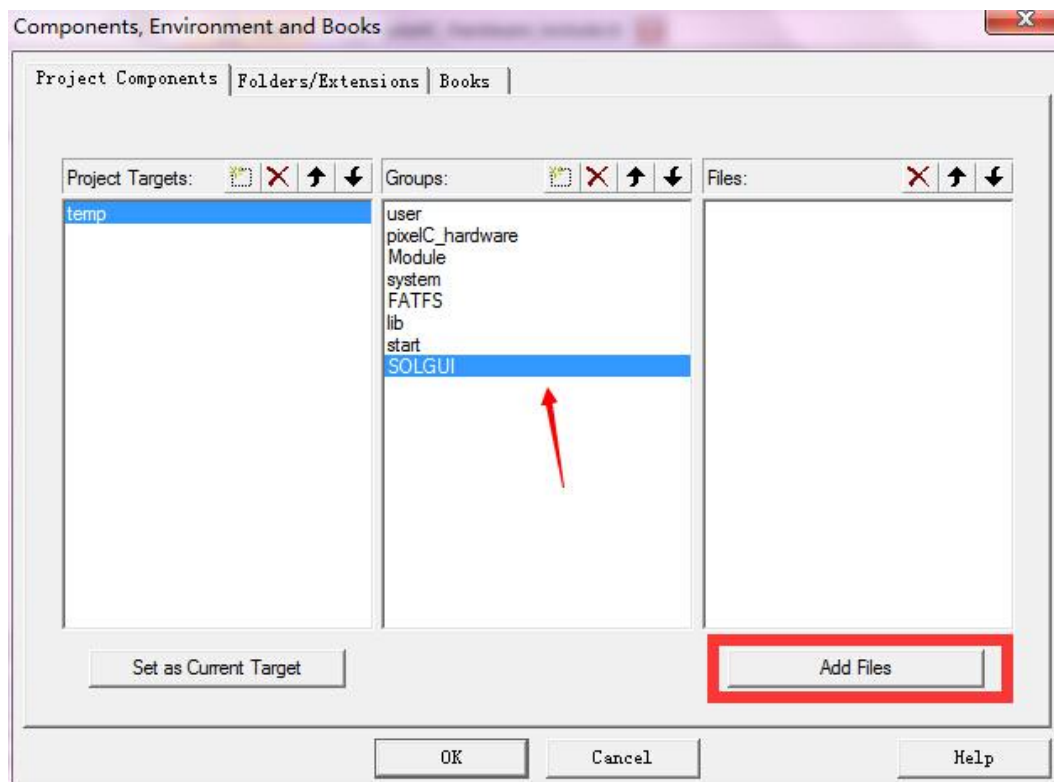 Components, Environment and Books
Project Components
Folders/Extensions
Books
Project Targets:
Groups:
Files:
temp
user
pixelC_hardware
Module
system
FATFS
lib
start
SOLGUI
Set as Current Target
Add Files
OK
Cancel
Help